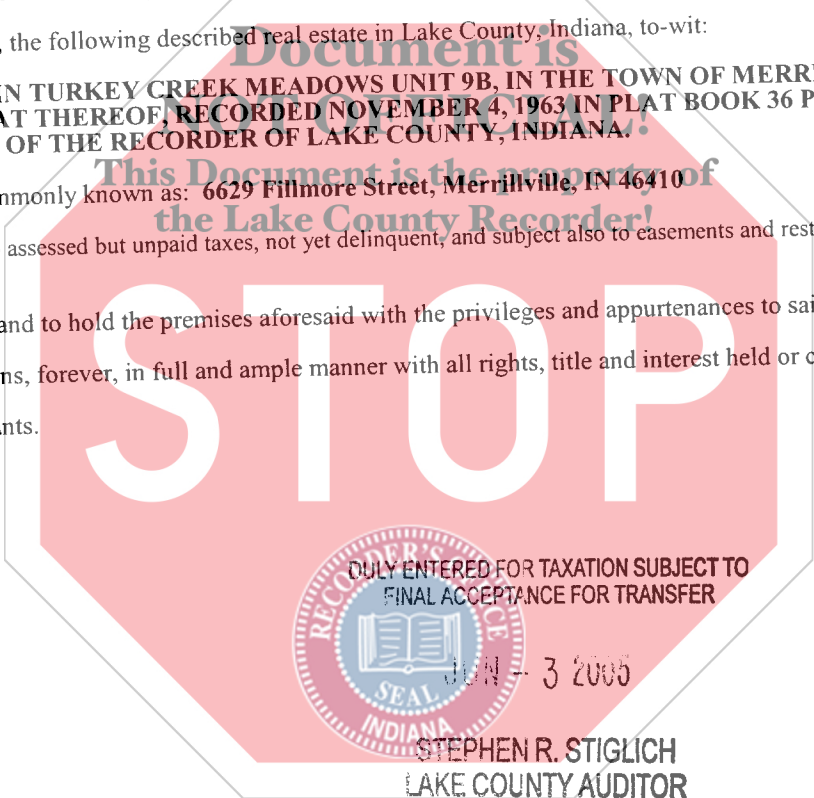 , the following described real estate in Lake County, Indiana, to-wit:
Document is
IN TURKEY CREEK MEADOWS UNIT 9B, IN THE TOWN OF MERR
AT THEREOF, RECORDED NOVEMBER 4, 1963 IN PLAT BOOK 36 P
NOT OFFICIAL!
OF THE RECORDER OF LAKE COUNTY, INDIANA.
This Document is the property of
mmonly known as: 6629 Fillmore Street, Merrillville, IN 46410
the Lake County Recorder!
assessed but unpaid taxes, not yet delinquent, and subject also to easements and rest
and to hold the premises aforesaid with the privileges and appurtenances to sai
ns, forever, in full and ample manner with all rights, title and interest held or c
nts.
STOP
RECORDER'S OFFICE
SEAL
INDIANA
DULY ENTERED FOR TAXATION SUBJECT TO
FINAL ACCEPTANCE FOR TRANSFER
JUN - 3 2005
STEPHEN R. STIGLICH
LAKE COUNTY AUDITOR